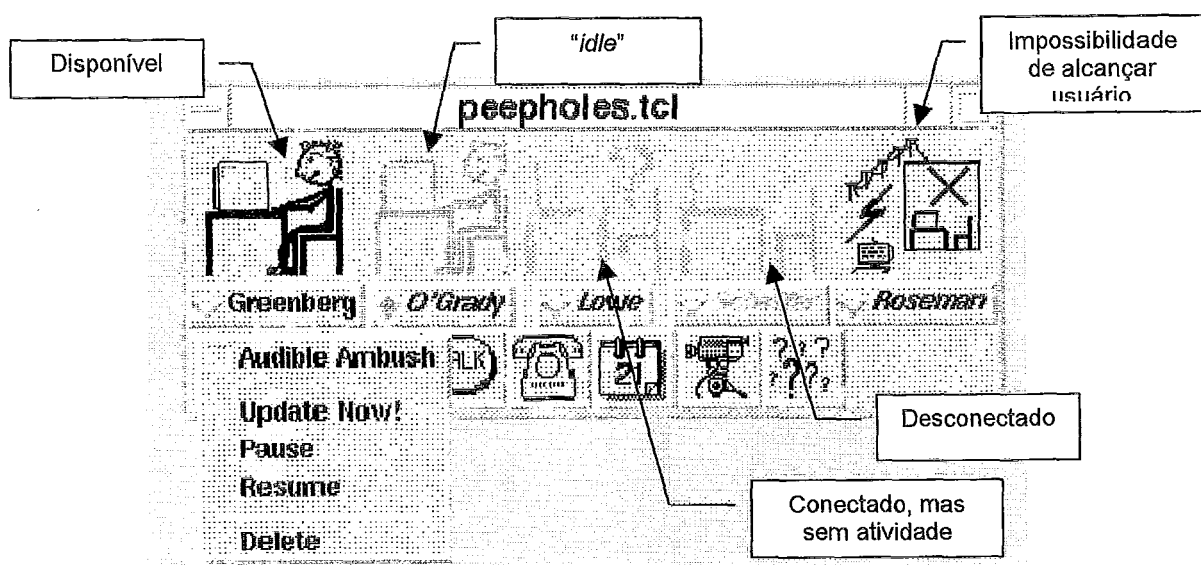 Disponível
"idle"
Impossibilidade
de alcançar
usuário
peepholes.tcl
Greenberg
O'Grady
Lowe
Roseman
Audible Ambush
21
Update Now!
Pause
Resume
Delete
Desconectado
Conectado, mas
sem atividade